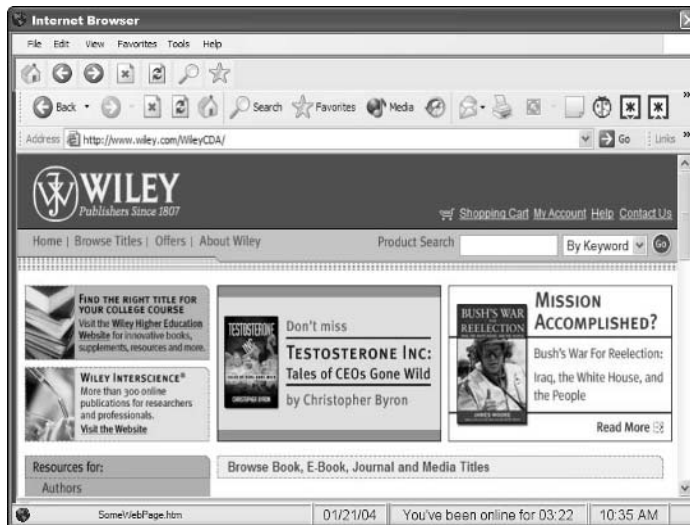 Internet Browser
File Edit View Favorites Tools Help
Back Search Favorites Media
Address http://www.wiley.com/WileyCDA/ Go Links
WILEY
Publishers Since 1807
Shopping Cart My Account Help Contact Us
Home | Browse Titles | Offers | About Wiley Product Search By Keyword Go
FIND THE RIGHT TITLE FOR
YOUR COLLEGE COURSE
Visit the Wiley Higher Education
Website for innovative books,
supplements, resources and more.
WILEY INTERSCIENCE®
More than 300 online
publications for researchers
and professionals.
Visit the Website
TESTOSTERONE
CHRISTOPHER BYRON
Don't miss
TESTOSTERONE INC:
Tales of CEOs Gone Wild
by Christopher Byron
BUSH'S WAR
REELECTION
JAMES MOORE
MISSION
ACCOMPLISHED?
Bush's War For Reelection:
Iraq, the White House, and
the People
Read More
Resources for:
Authors
Browse Book, E-Book, Journal and Media Titles
SomeWebPage.htm 01/21/04 You've been online for 03:22 10:35 AM